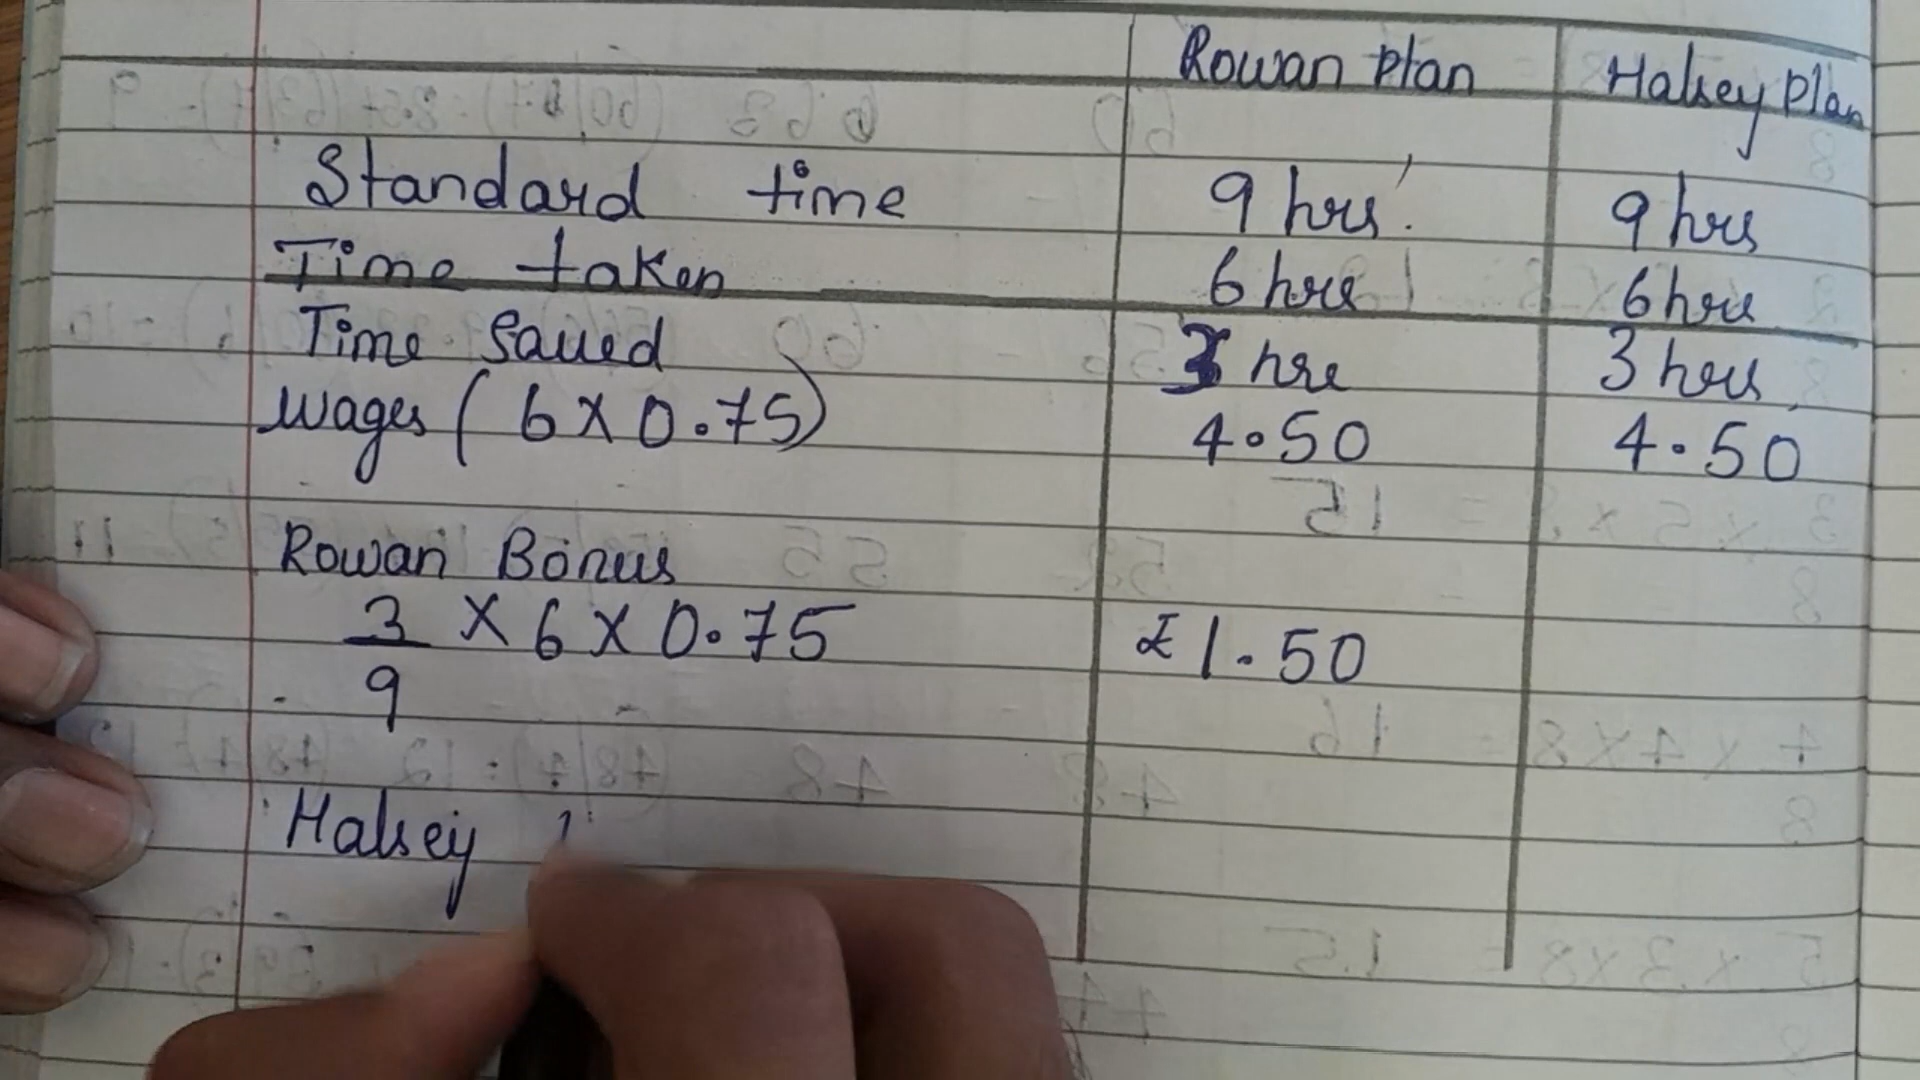 Rowan Plan Halsey Plan
Standard time 9 hrs. 9 hrs
Time taken 6 hrs 6 hrs
Time saved 3 hrs 3 hrs
wages (6 × 0.75) 4.50 4.50
Rowan Bonus
3/9 × 6 × 0.75 £1.50
Halsey